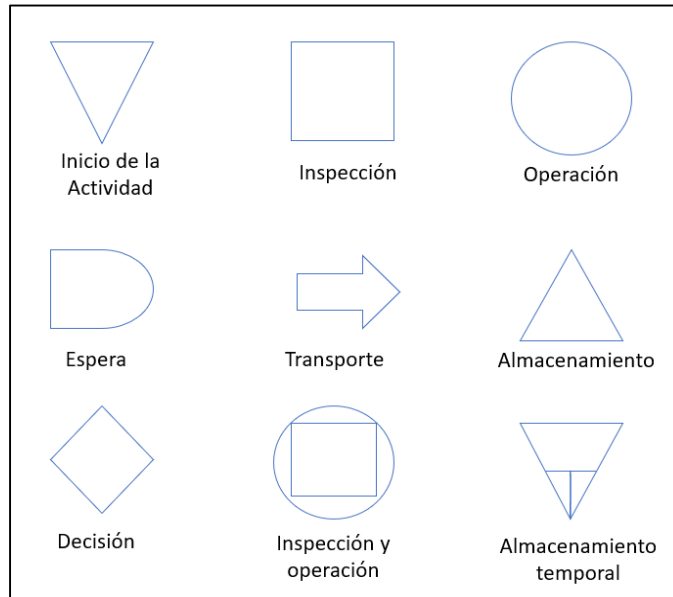 Inicio de la
Actividad
Inspección
Operación
Espera
Transporte
Almacenamiento
Decisión
Inspección y
operación
Almacenamiento
temporal